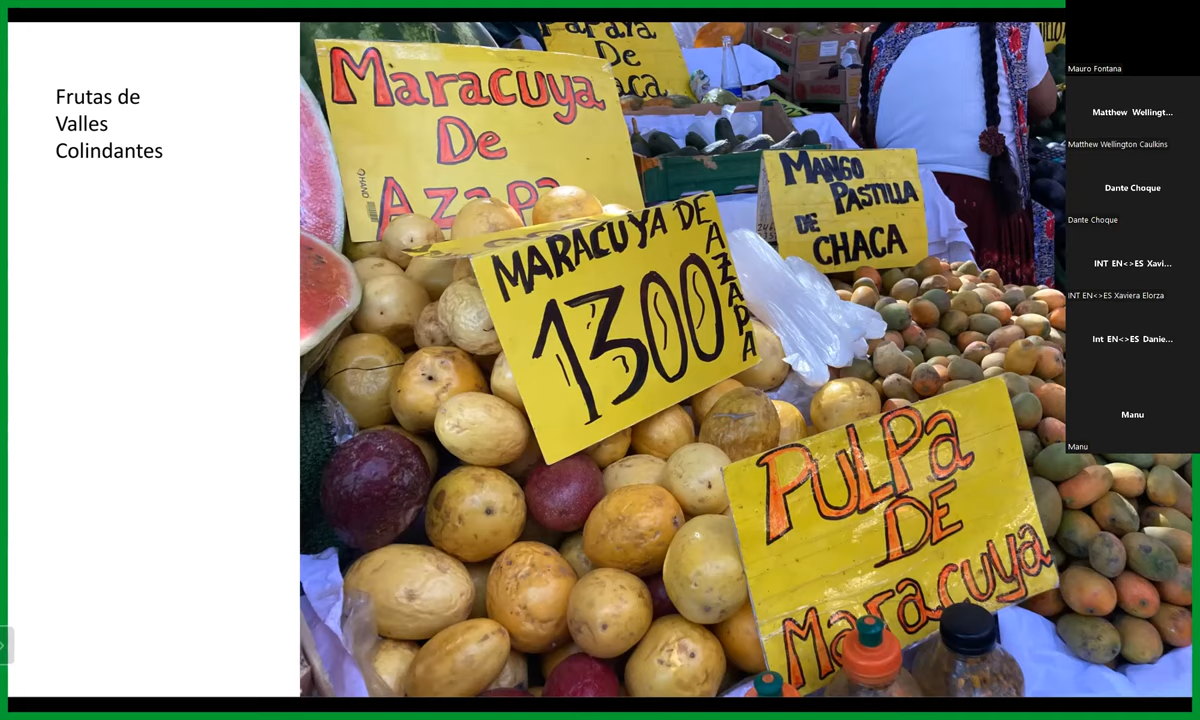 Frutas de
Valles
Colindantes
Maracuya
De
Azapa
Papaya
De
MANGO
PASTILLA
DE
CHACA
MARACUYA DE
AZAPA
1300
PULPA
DE
Maracuya
Mauro Fontana
Matthew Wellingt...
Matthew Wellington Caulkins
Dante Choque
Dante Choque
INT EN<>ES Xavi...
INT EN<>ES Xaviera Elorza
Int EN<>ES Danie...
Manu
Manu